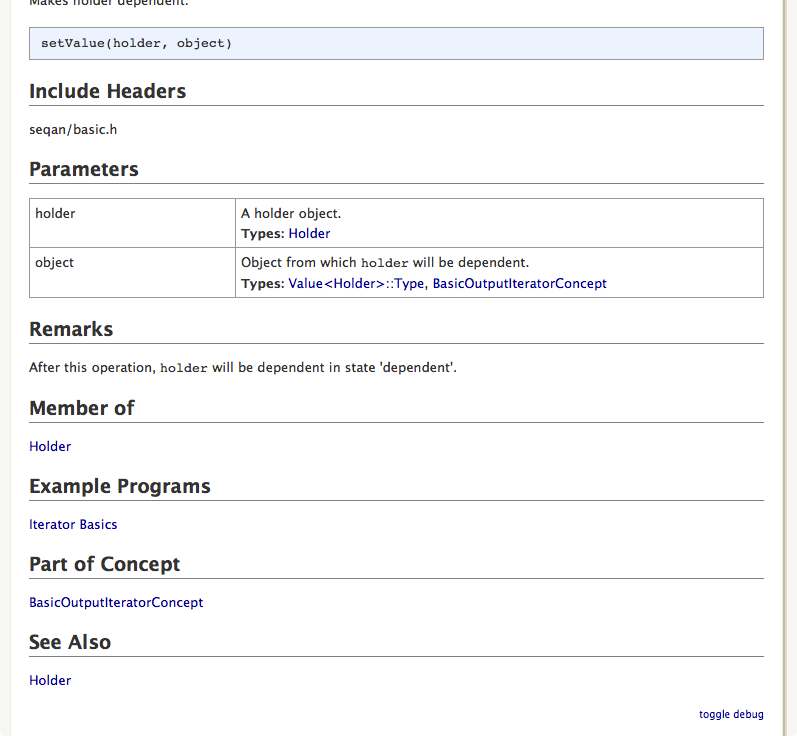 Makes holder dependent.
setValue(holder, object)
Include Headers
seqan/basic.h
Parameters
holder
A holder object.
Types: Holder
object
Object from which holder will be dependent.
Types: Value<Holder>::Type, BasicOutputIteratorConcept
Remarks
After this operation, holder will be dependent in state 'dependent'.
Member of
Holder
Example Programs
Iterator Basics
Part of Concept
BasicOutputIteratorConcept
See Also
Holder
toggle debug